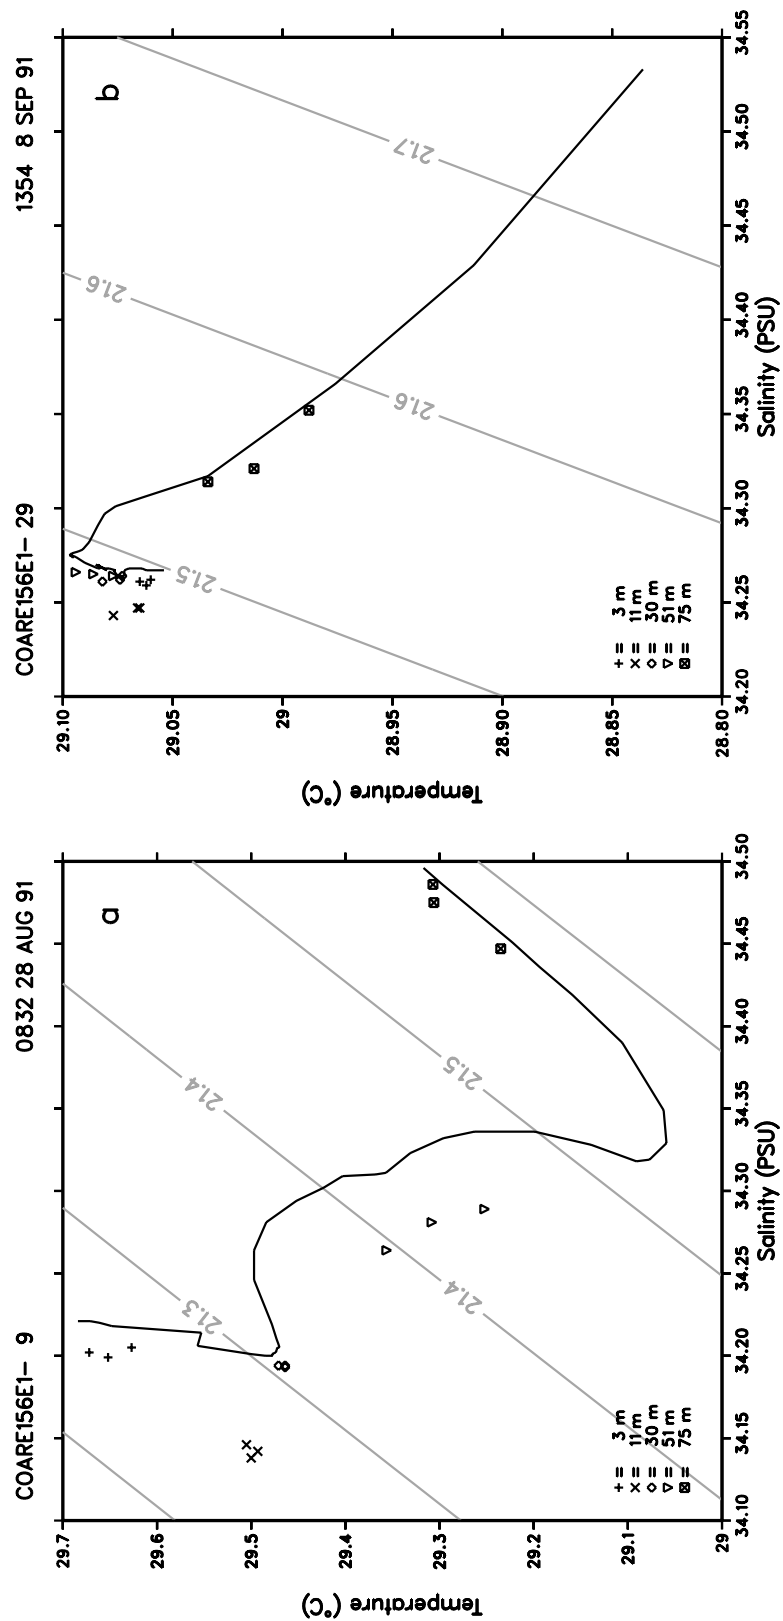 COARE156E1- 9
0832 28 AUG 91
a
29.7
29.6
29.5
29.4
29.3
29.2
29.1
29
Temperature (°C)
21.3
21.4
21.4
21.5
+ = 3 m
× = 11 m
◇ = 30 m
▽ = 51 m
⊠ = 75 m
34.10
34.15
34.20
34.25
34.30
34.35
34.40
34.45
34.50
Salinity (PSU)
COARE156E1- 29
1354 8 SEP 91
b
29.10
29.05
29
28.95
28.90
28.85
28.80
Temperature (°C)
21.5
21.6
21.6
21.7
+ = 3 m
× = 11 m
◇ = 30 m
▽ = 51 m
⊠ = 75 m
34.20
34.25
34.30
34.35
34.40
34.45
34.50
34.55
Salinity (PSU)